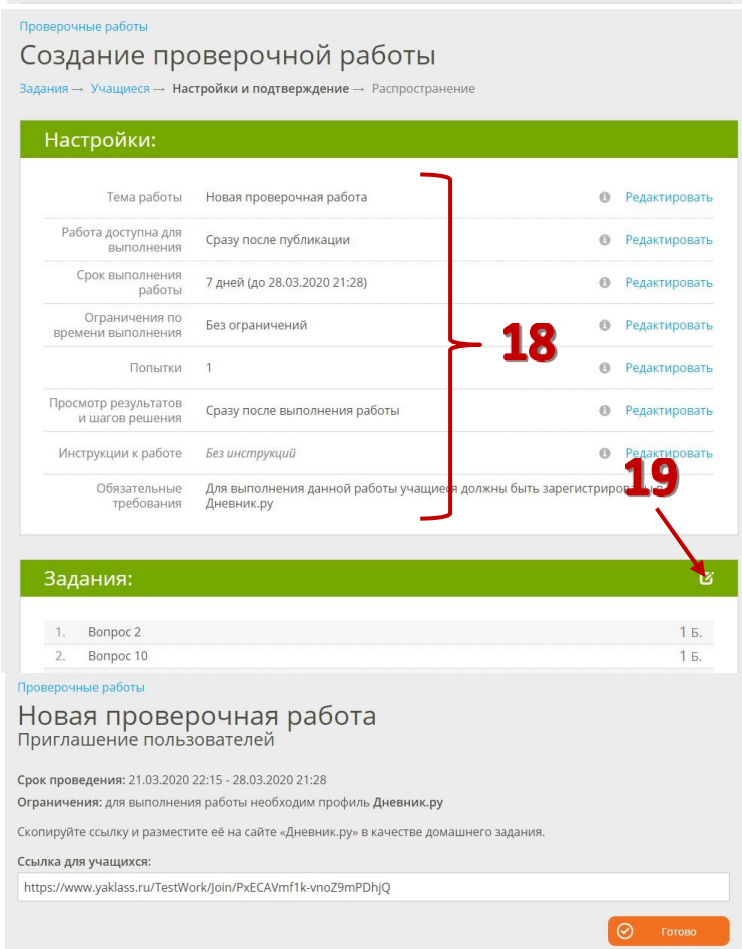 Проверочные работы
Создание проверочной работы
Задания → Учащиеся → Настройки и подтверждение → Распространение
Настройки:
Тема работы Новая проверочная работа Редактировать
Работа доступна для
выполнения Сразу после публикации Редактировать
Срок выполнения
работы 7 дней (до 28.03.2020 21:28) Редактировать
Ограничения по
времени выполнения Без ограничений Редактировать
18
Попытки 1 Редактировать
Просмотр результатов
и шагов решения Сразу после выполнения работы Редактировать
Инструкции к работе Без инструкций Редактировать
19
Обязательные Для выполнения данной работы учащиеся должны быть
требования Дневник.ру
Задания:
1. Вопрос 2 1 Б.
2. Вопрос 10 1 Б.
Проверочные работы
Новая проверочная работа
Приглашение пользователей
Срок проведения: 21.03.2020 22:15 - 28.03.2020 21:28
Ограничения: для выполнения работы необходим профиль Дневник.ру
Скопируйте ссылку и разместите её на сайте «Дневник.ру» в качестве домашнего задания.
Ссылка для учащихся:
https://www.yaklass.ru/TestWork/Join/PxECAVmf1k-vnoZ9mPDhjQ
Готово